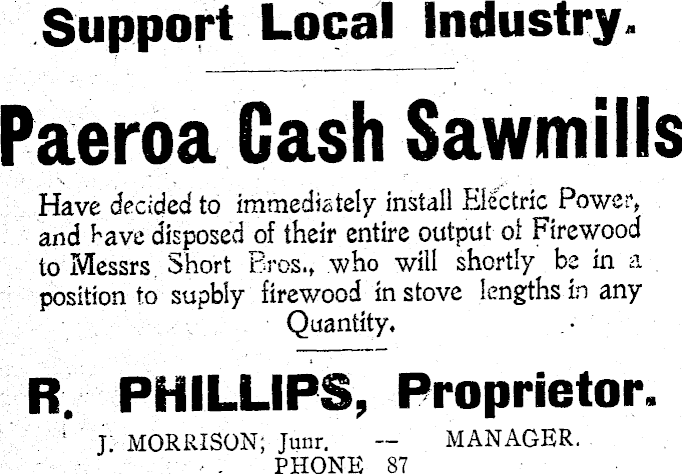 Support Local Industry.
Paeroa Cash Sawmills
Have decided to immediately install Electric Power,
and have disposed of their entire output of Firewood
to Messrs. Short Bros., who will shortly be in a
position to supbly firewood in stove lengths in any
Quantity.
R. PHILLIPS, Proprietor.
J. MORRISON, Junr. -- MANAGER.
PHONE 87